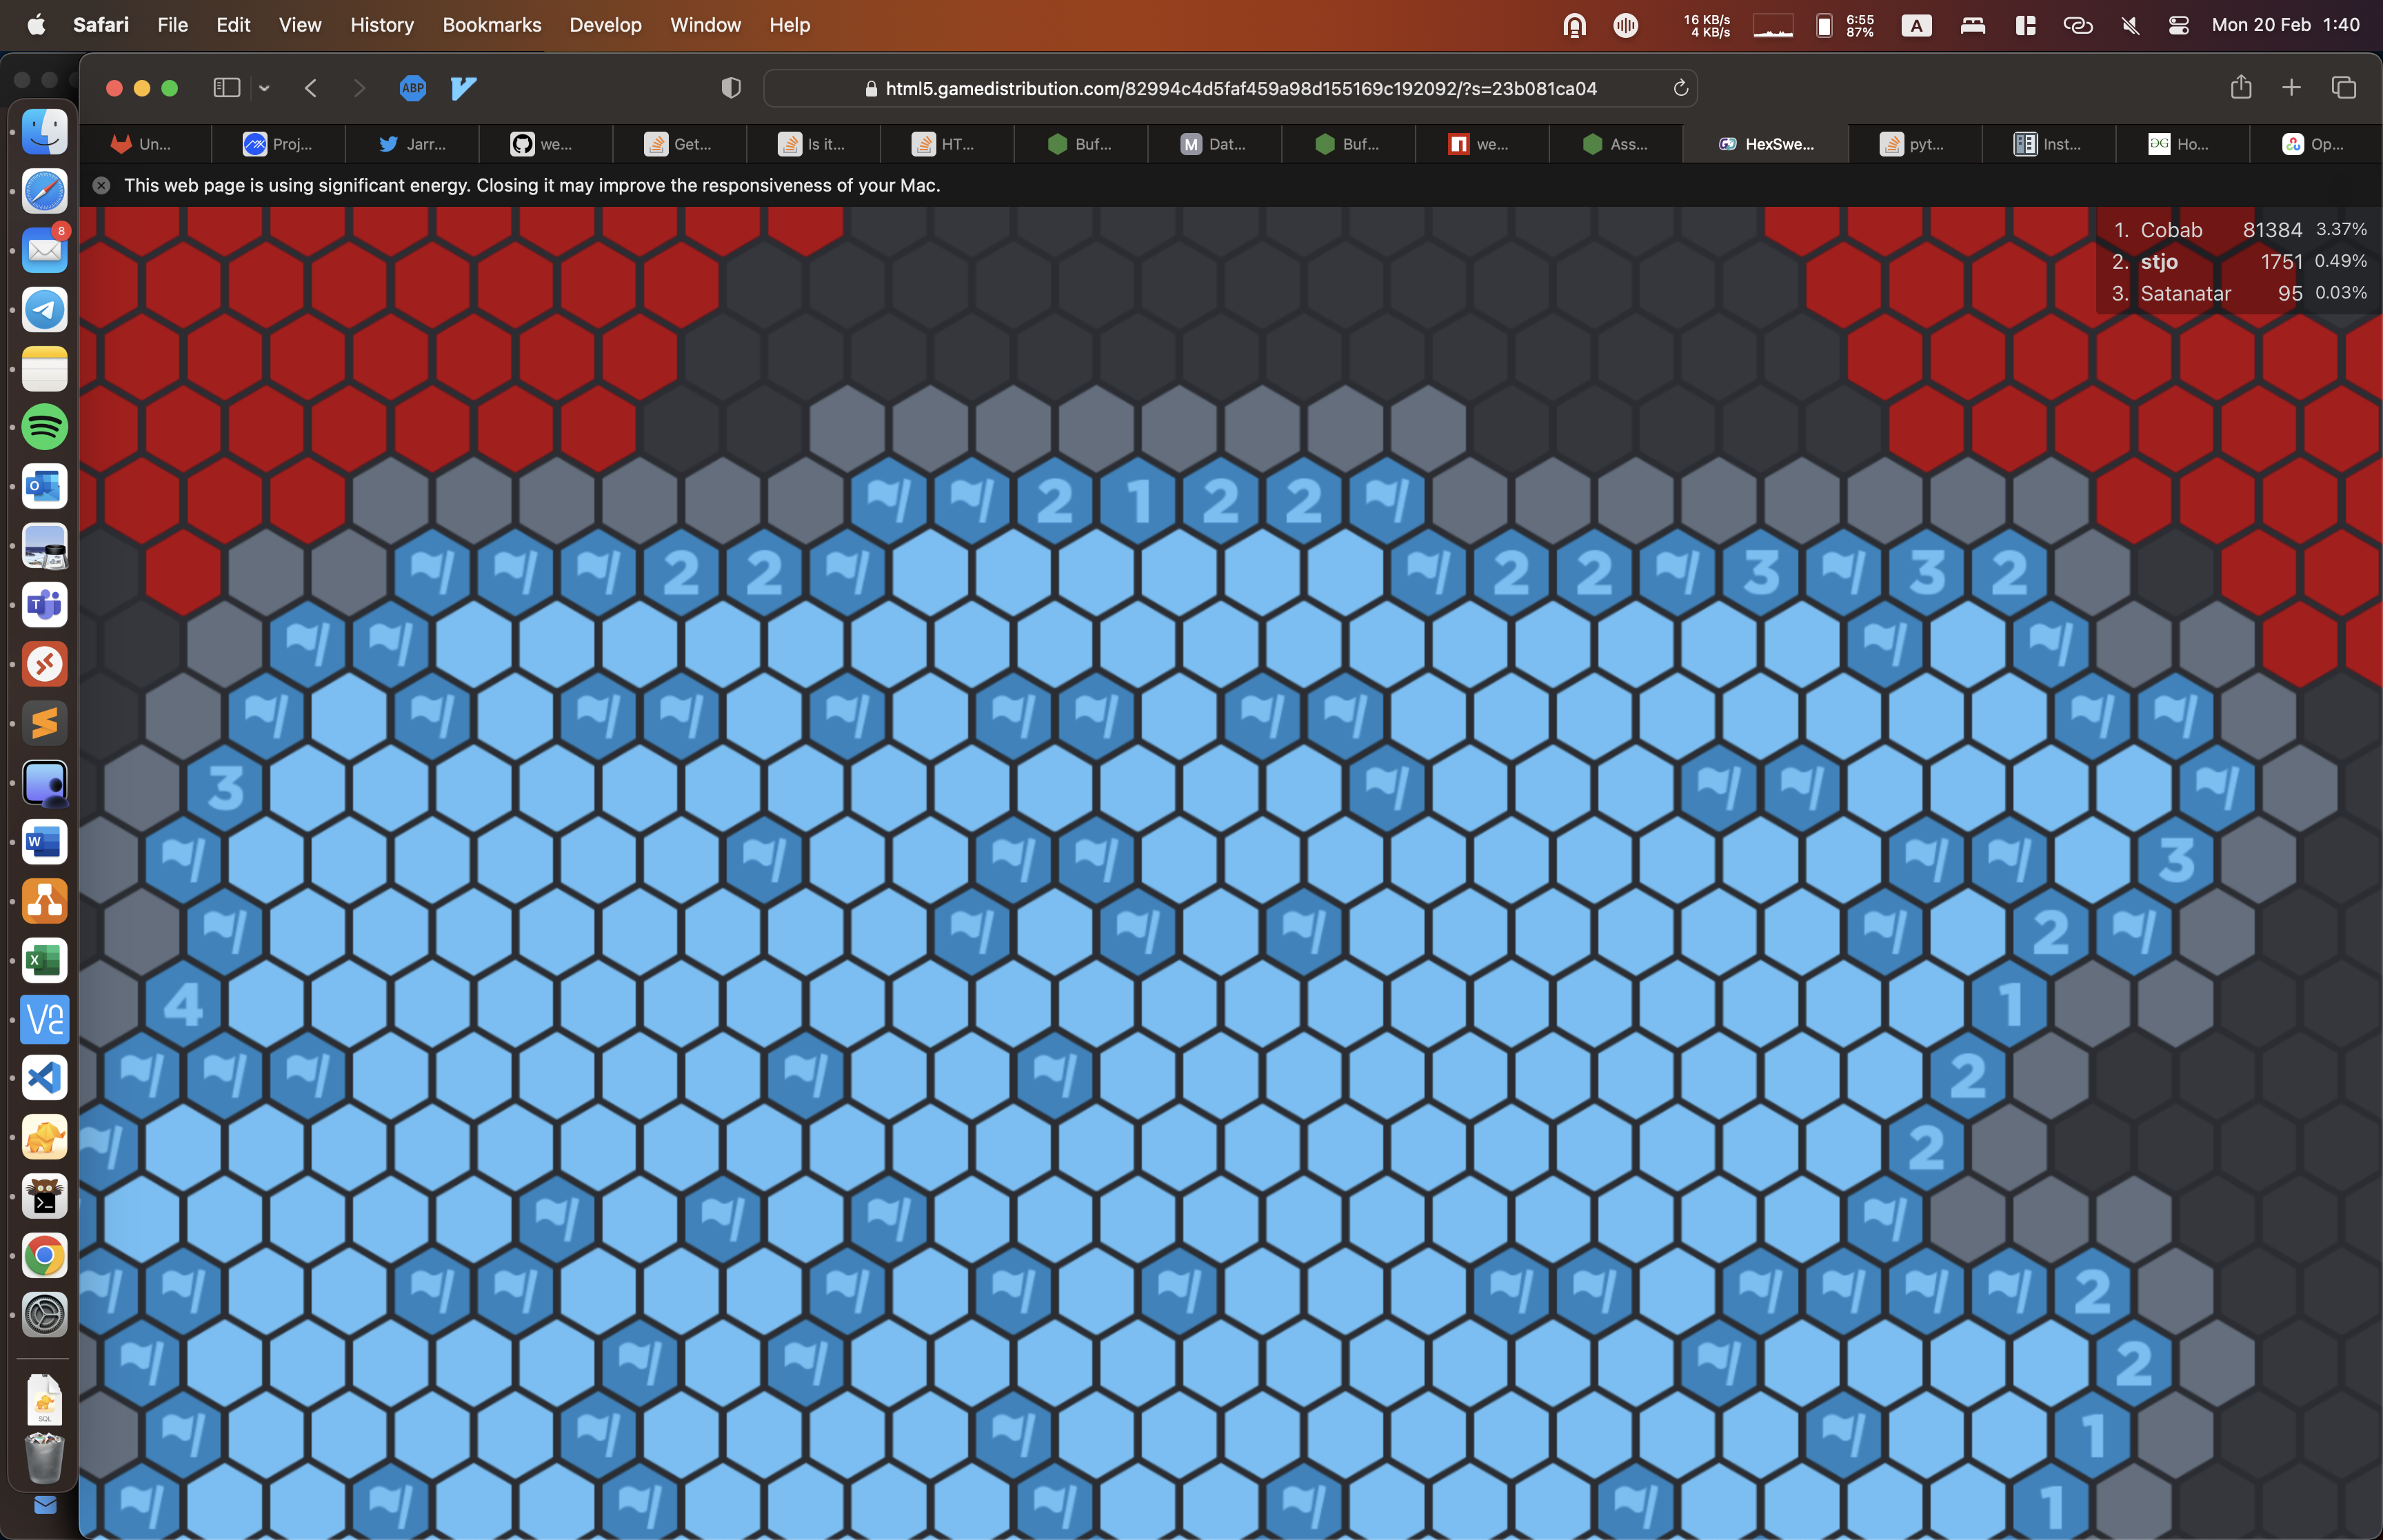 Safari File Edit View History Bookmarks Develop Window Help 16 KB/s 4 KB/s 6:55 87% A Mon 20 Feb 1:40
ABP html5.gamedistribution.com/82994c4d5faf459a98d155169c192092/?s=23b081ca04
Un... Proj... Jarr... we... Get... Is it... HT... Buf... M Dat... Buf... we... Ass... HexSwe... pyt... Inst... Ho... Op...
This web page is using significant energy. Closing it may improve the responsiveness of your Mac.
1. Cobab 81384 3.37%
2. stjo 1751 0.49%
3. Satanatar 95 0.03%
8
2 1 2 2
2 2 2 2 3 3 2
3
3
2
4 1
2
2
2
2
1
1
SQL